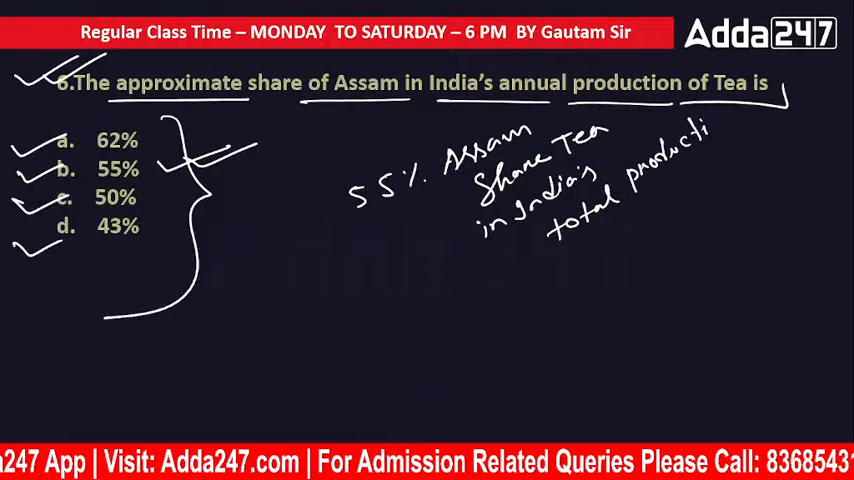 Regular Class Time – MONDAY TO SATURDAY – 6 PM BY Gautam Sir
Adda247
6.The approximate share of Assam in India's annual production of Tea is
a. 62%
b. 55%
c. 50%
d. 43%
55% Assam
Share Tea
in India's
total producti
a247 App | Visit: Adda247.com | For Admission Related Queries Please Call: 83685431